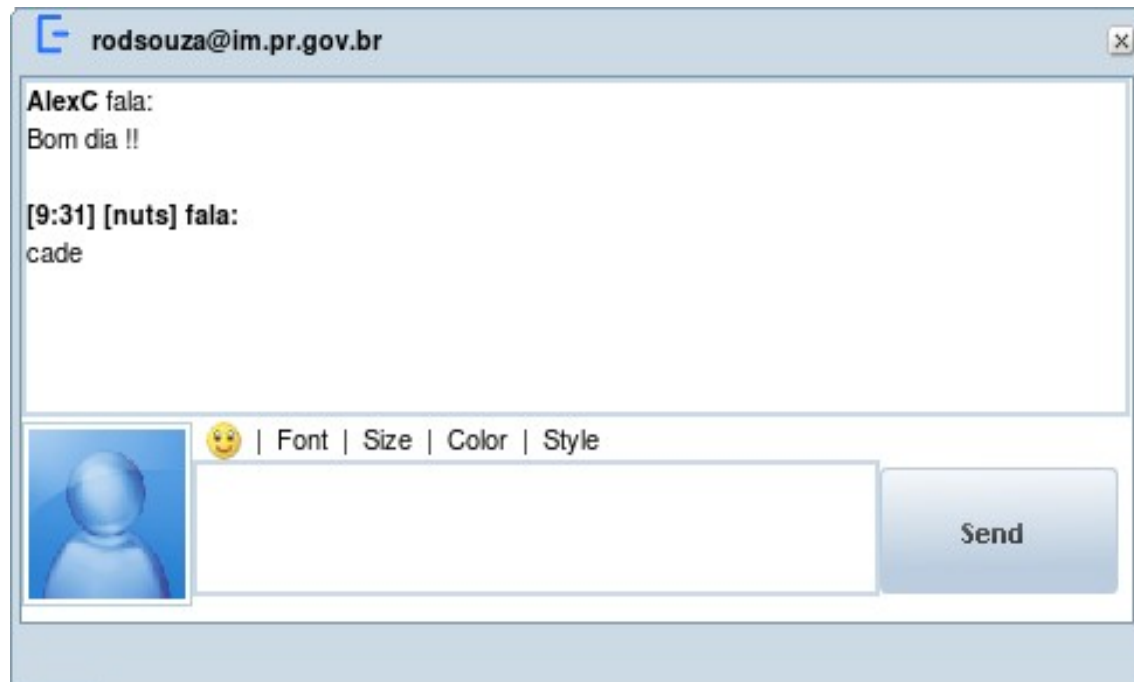 rodsouza@im.pr.gov.br
AlexC fala:
Bom dia !!
[9:31] [nuts] fala:
cade
| Font | Size | Color | Style
Send